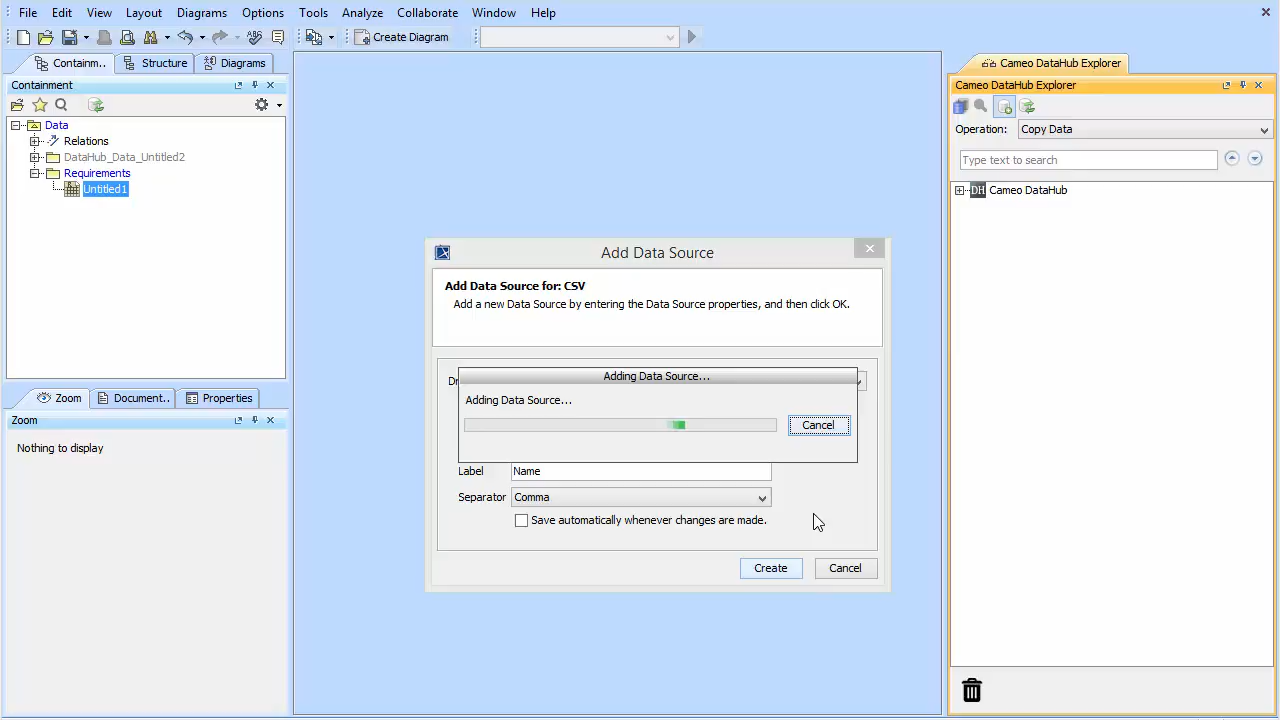 File Edit View Layout Diagrams Options Tools Analyze Collaborate Window Help
Create Diagram
Containm.. Structure Diagrams
Containment
Data
Relations
DataHub_Data_Untitled2
Requirements
Untitled1
Zoom Document.. Properties
Zoom
Nothing to display
Add Data Source
Add Data Source for: CSV
Add a new Data Source by entering the Data Source properties, and then click OK.
Adding Data Source...
Adding Data Source...
Cancel
Label Name
Separator Comma
Save automatically whenever changes are made.
Create Cancel
Cameo DataHub Explorer
Cameo DataHub Explorer
Operation: Copy Data
Type text to search
DH Cameo DataHub